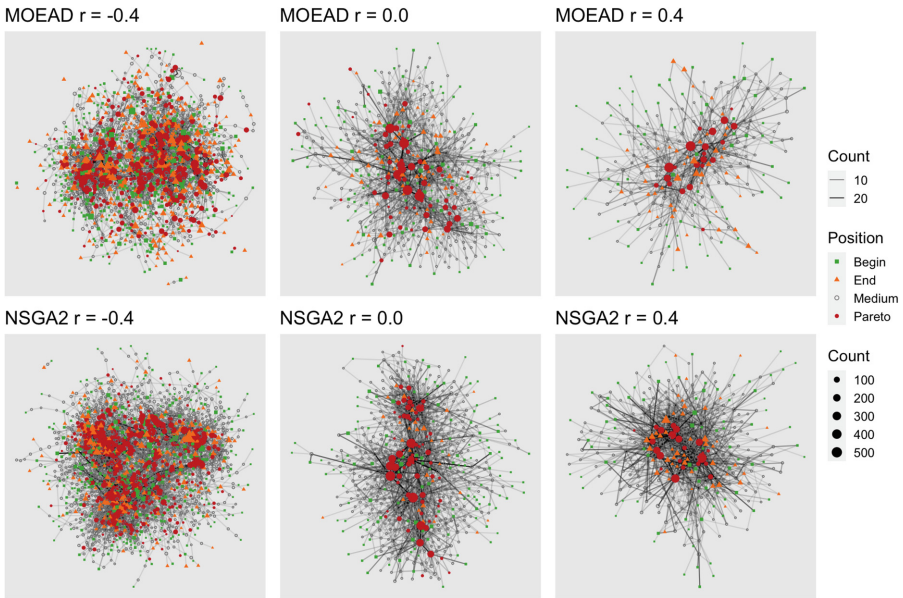 MOEAD r = -0.4
MOEAD r = 0.0
MOEAD r = 0.4
NSGA2 r = -0.4
NSGA2 r = 0.0
NSGA2 r = 0.4
Count
10
20
Position
Begin
End
Medium
Pareto
Count
100
200
300
400
500